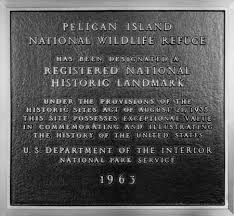 PELICAN ISLAND
NATIONAL WILDLIFE REFUGE
HAS BEEN DESIGNATED A
REGISTERED NATIONAL
HISTORIC LANDMARK
UNDER THE PROVISIONS OF THE
HISTORIC SITES ACT OF AUGUST 21, 1935
THIS SITE POSSESSES EXCEPTIONAL VALUE
IN COMMEMORATING AND ILLUSTRATING
THE HISTORY OF THE UNITED STATES
U. S. DEPARTMENT OF THE INTERIOR
NATIONAL PARK SERVICE
1963